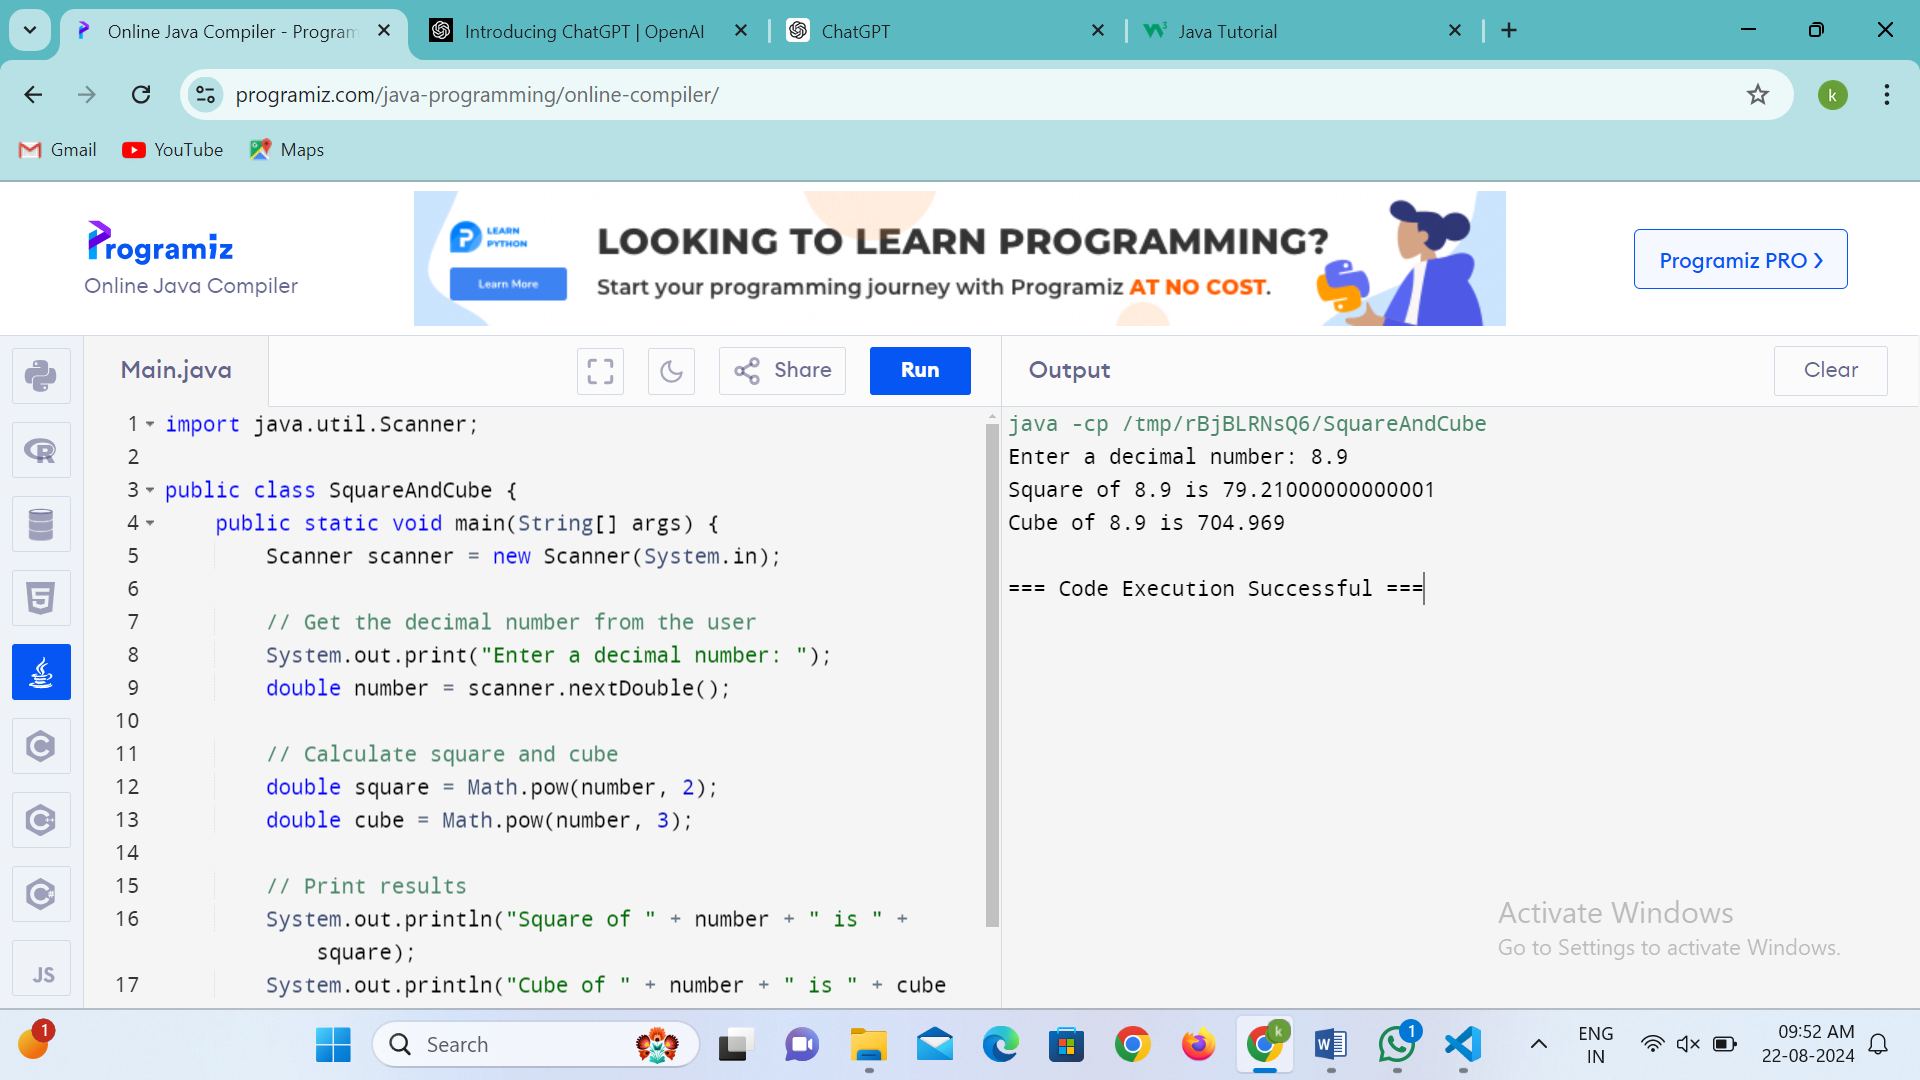 Online Java Compiler - Program
Introducing ChatGPT | OpenAI
ChatGPT
Java Tutorial
programiz.com/java-programming/online-compiler/
k
Gmail
YouTube
Maps
Programiz
Online Java Compiler
LEARN
PYTHON
Learn More
LOOKING TO LEARN PROGRAMMING?
Start your programming journey with Programiz AT NO COST.
Programiz PRO ›
Main.java
Share
Run
Output
Clear
1 import java.util.Scanner;
2
3 public class SquareAndCube {
4 public static void main(String[] args) {
5 Scanner scanner = new Scanner(System.in);
6
7 // Get the decimal number from the user
8 System.out.print("Enter a decimal number: ");
9 double number = scanner.nextDouble();
10
11 // Calculate square and cube
12 double square = Math.pow(number, 2);
13 double cube = Math.pow(number, 3);
14
15 // Print results
16 System.out.println("Square of " + number + " is " +
square);
17 System.out.println("Cube of " + number + " is " + cube
java -cp /tmp/rBjBLRNsQ6/SquareAndCube
Enter a decimal number: 8.9
Square of 8.9 is 79.21000000000001
Cube of 8.9 is 704.969
=== Code Execution Successful ===
JS
Activate Windows
Go to Settings to activate Windows.
1
Search
k
1
ENG
IN
09:52 AM
22-08-2024